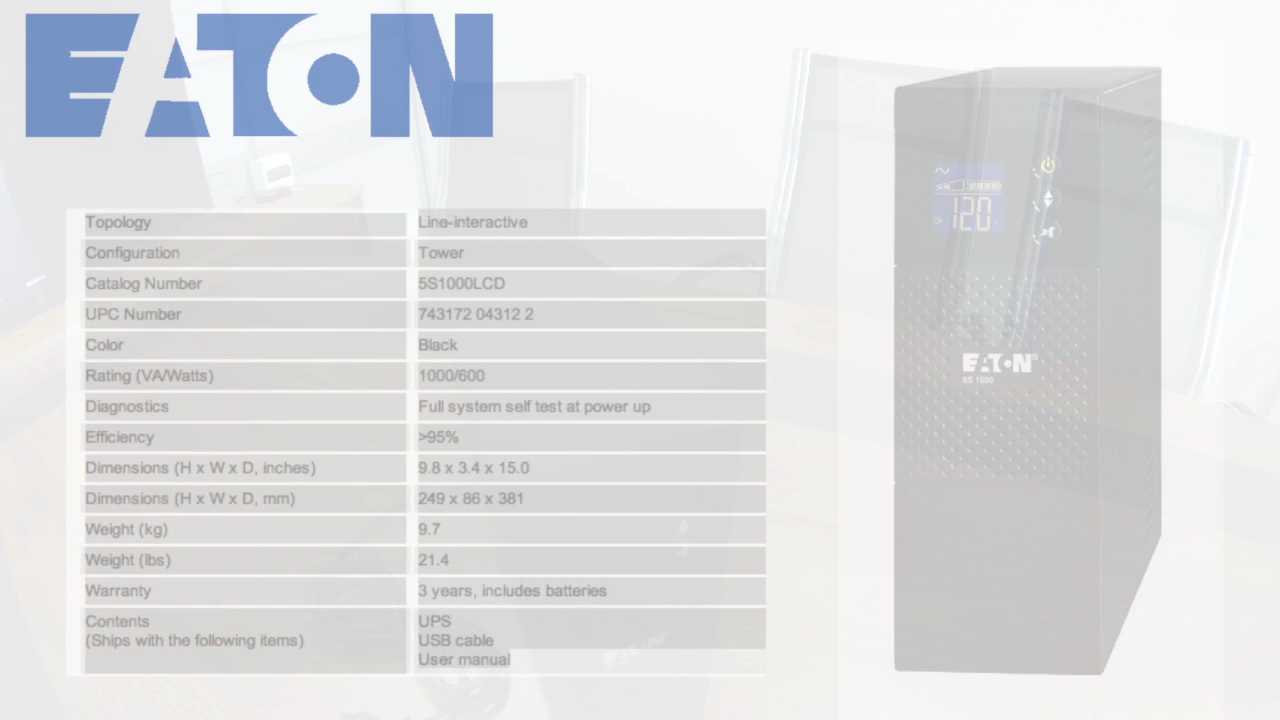 EATON
Topology Line-interactive
Configuration Tower
Catalog Number 5S1000LCD
UPC Number 743172 04312 2
Color Black
Rating (VA/Watts) 1000/600
Diagnostics Full system self test at power up
Efficiency >95%
Dimensions (H x W x D, inches) 9.8 x 3.4 x 15.0
Dimensions (H x W x D, mm) 249 x 86 x 381
Weight (kg) 9.7
Weight (lbs) 21.4
Warranty 3 years, includes batteries
Contents UPS
(Ships with the following items) USB cable
User manual
120
EATON®
5S 1500
EATON